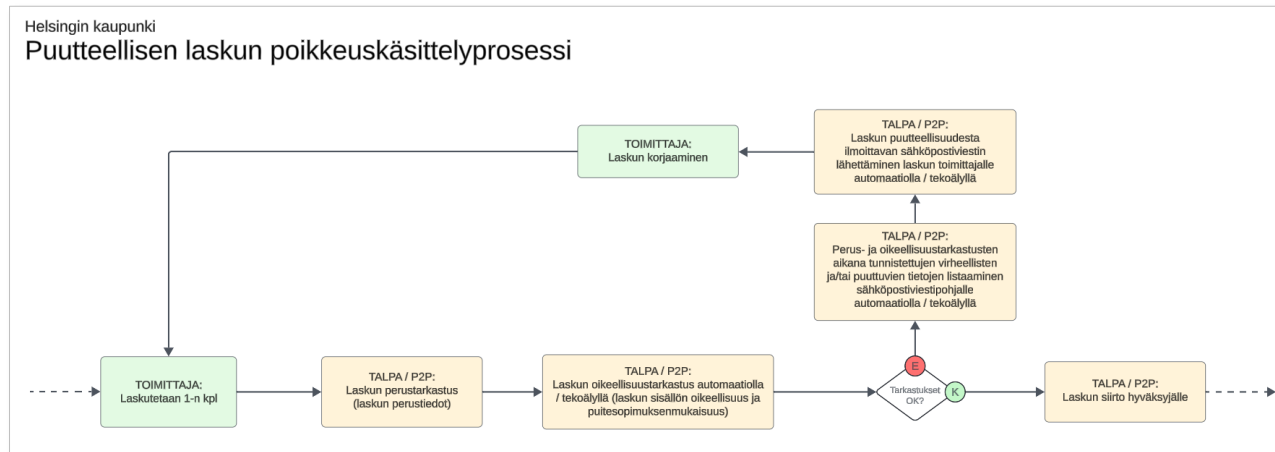 Helsingin kaupunki
Puutteellisen laskun poikkeuskäsittelyprosessi
TALPA / P2P:
Laskun puutteellisuudesta
ilmoittavan sähköpostiviestin
lähettäminen laskun toimittajalle
automaatiolla / tekoälyllä
TOIMITTAJA:
Laskun korjaaminen
TALPA / P2P:
Perus- ja oikeellisuustarkastusten
aikana tunnistettujen virheellisten
ja/tai puuttuvien tietojen listaaminen
sähköpostiviestipohjalle
automaatiolla / tekoälyllä
TOIMITTAJA:
Laskutetaan 1-n kpl
TALPA / P2P:
Laskun perustarkastus
(laskun perustiedot)
TALPA / P2P:
Laskun oikeellisuustarkastus automaatiolla
/ tekoälyllä (laskun sisällön oikeellisuus ja
puitesopimuksenmukaisuus)
E
Tarkastukset
OK?
K
TALPA / P2P:
Laskun siirto hyväksyjälle